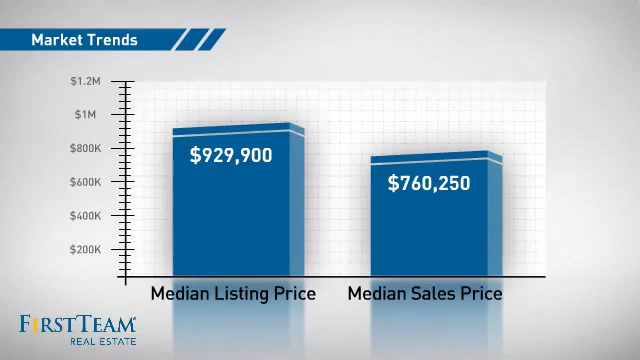 Market Trends
$1.2M
$1M
$800K
$600K
$400K
$200K
$929,900
$760,250
Median Listing Price
Median Sales Price
FIRSTTEAM®
REAL ESTATE